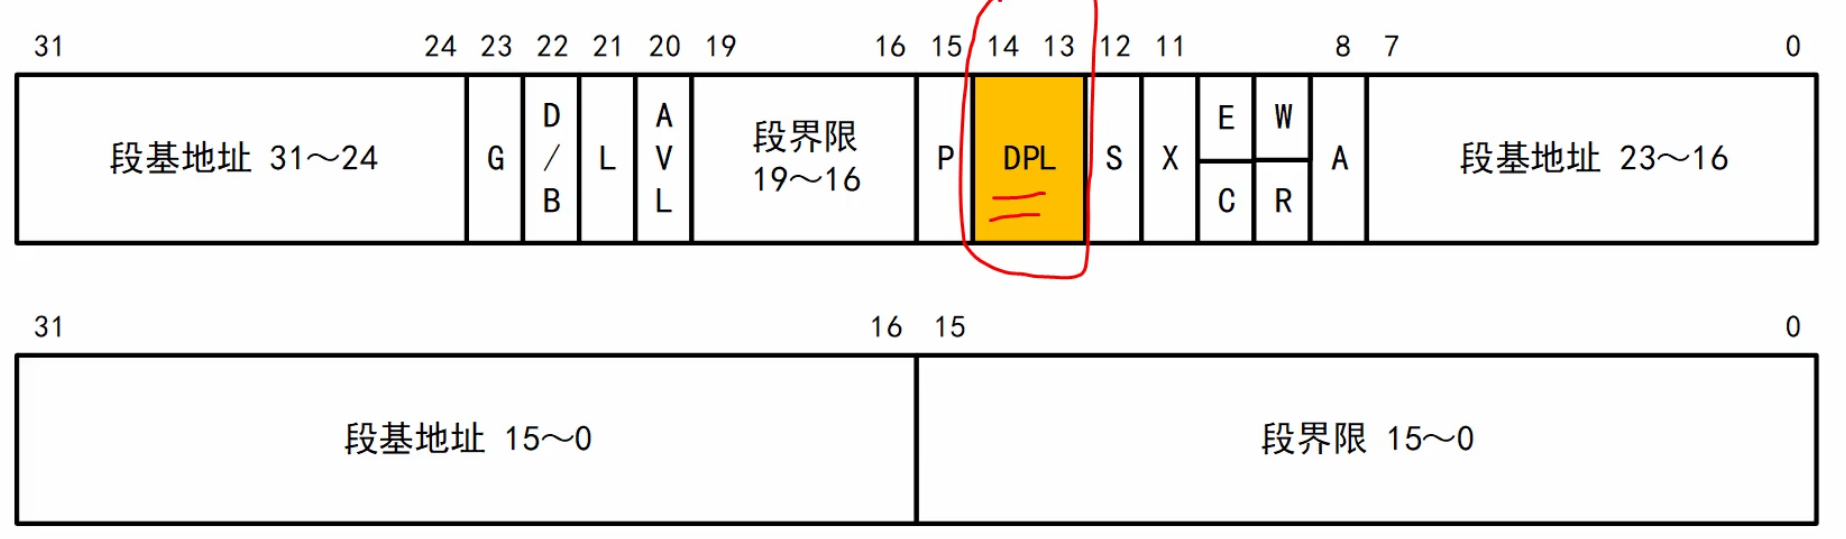 31 24 23 22 21 20 19 16 15 14 13 12 11 8 7 0
段基地址 31～24 G D/B L AVL 段界限 19～16 P DPL S X E W A 段基地址 23～16
C R
31 16 15 0
段基地址 15～0 段界限 15～0